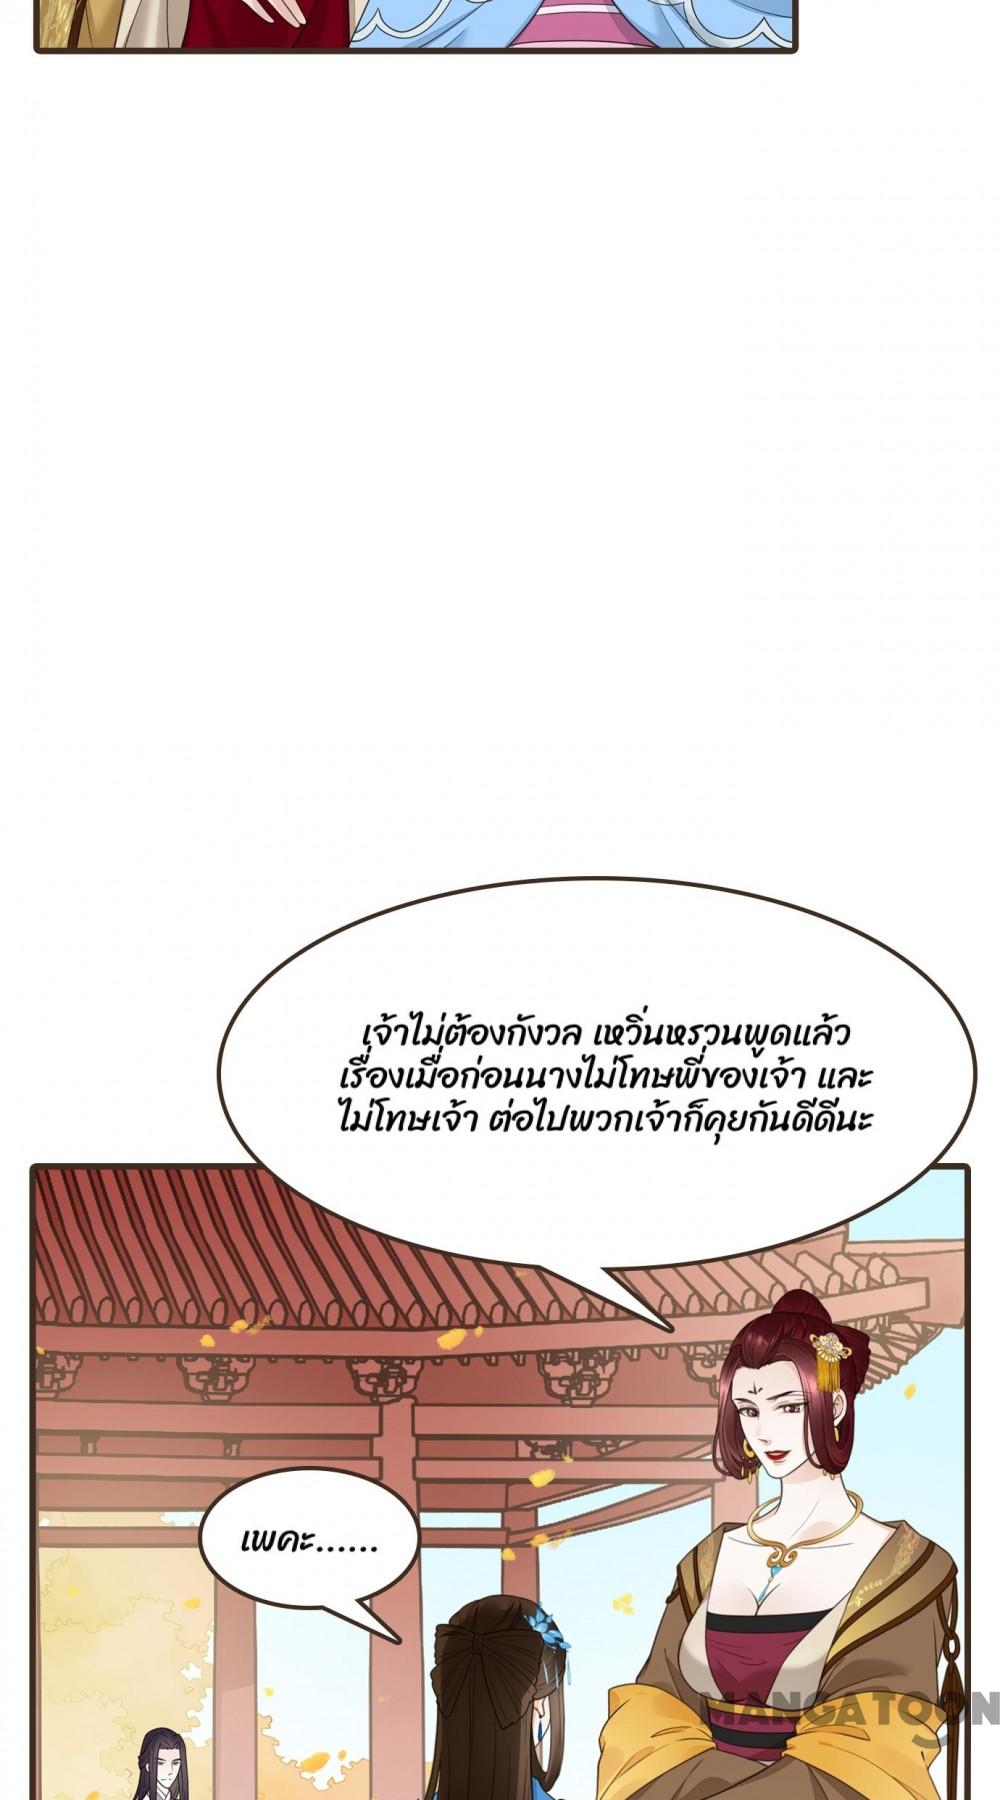 เจ้าไม่ต้องกังวล เหวิ่นหรวนพูดแล้ว
เรื่องเมื่อก่อนนางไม่โทษพี่ของเจ้า และ
ไม่โทษเจ้า ต่อไปพวกเจ้าก็คุยกันดีดีนะ
เพคะ......
MANGATOON